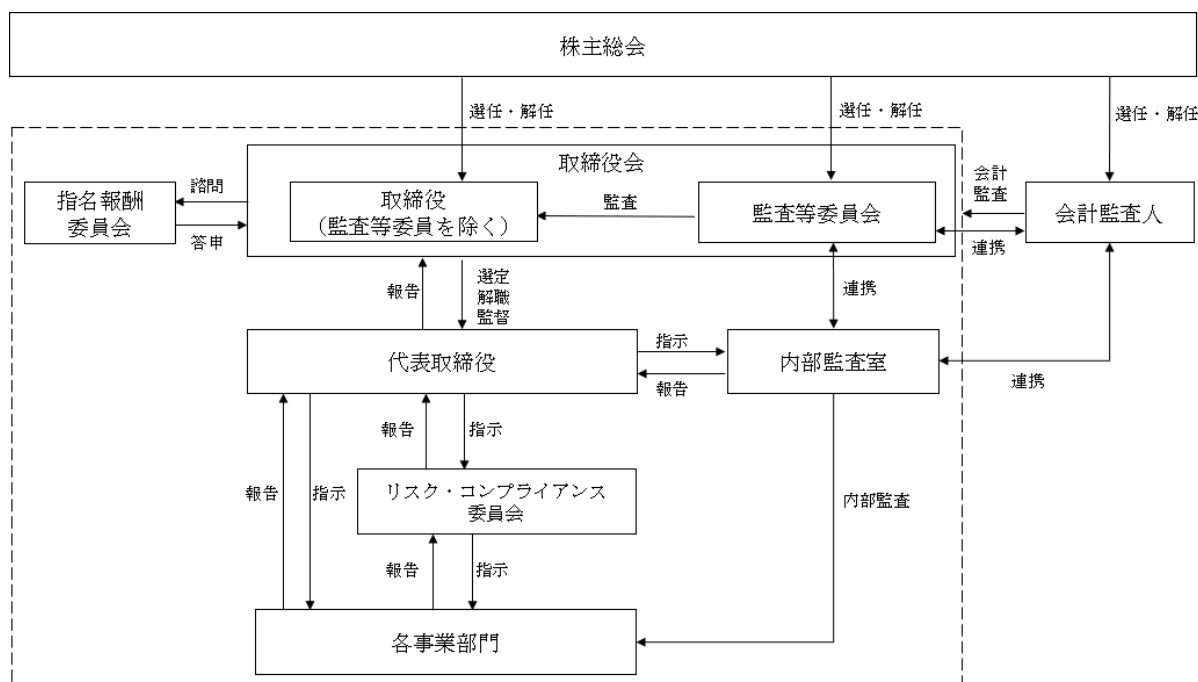 株主総会
選任・解任
選任・解任
選任・解任
取締役会
指名報酬
委員会
諮問
答申
取締役
（監査等委員を除く）
監査
監査等委員会
会計
監査
連携
会計監査人
報告
選定
解職
監督
連携
代表取締役
指示
報告
内部監査室
連携
報告
指示
報告
指示
リスク・コンプライアンス
委員会
内部監査
報告
指示
各事業部門